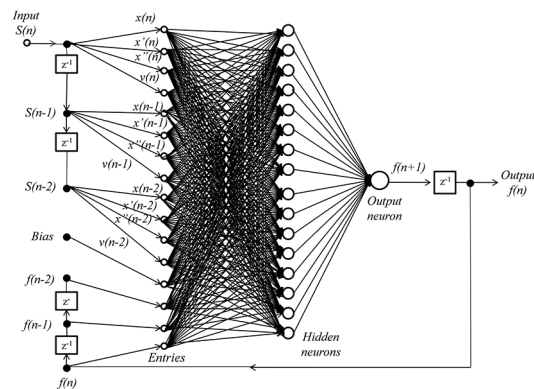 Input
S(n)
x(n)
x'(n)
x''(n)
v(n)
z⁻¹
S(n-1)
x(n-1)
x'(n-1)
x''(n-1)
z⁻¹
v(n-1)
S(n-2)
x(n-2)
x'(n-2)
x''(n-2)
Bias
v(n-2)
f(n-2)
z⁻
f(n-1)
z⁻¹
f(n)
Entries
Hidden
neurons
f(n+1)
Output
neuron
z⁻¹
Output
f(n)